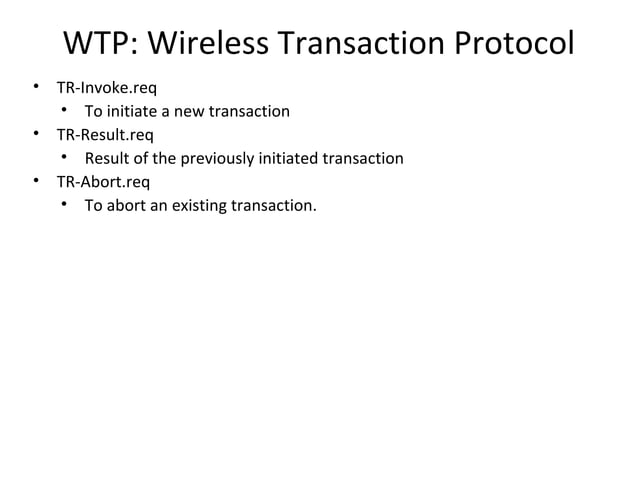 WTP: Wireless Transaction Protocol
• TR-Invoke.req
• To initiate a new transaction
• TR-Result.req
• Result of the previously initiated transaction
• TR-Abort.req
• To abort an existing transaction.